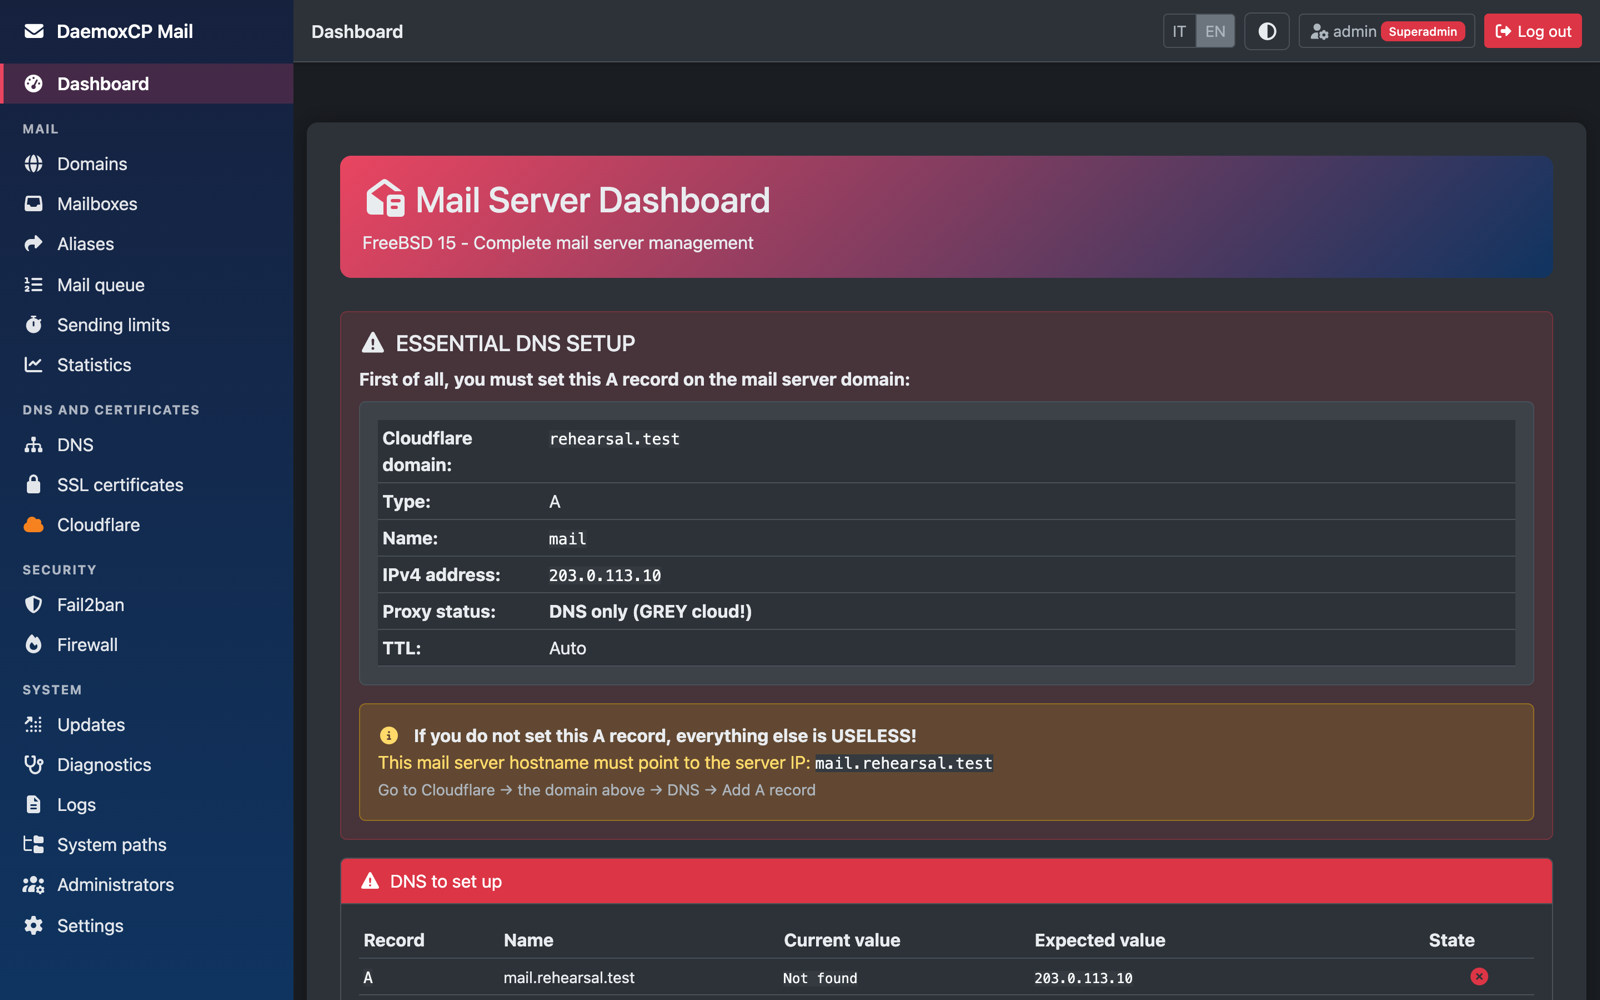 DaemoxCP Mail
Dashboard
IT
EN
admin Superadmin
Log out
Dashboard
MAIL
Domains
Mailboxes
Aliases
Mail queue
Sending limits
Statistics
DNS AND CERTIFICATES
DNS
SSL certificates
Cloudflare
SECURITY
Fail2ban
Firewall
SYSTEM
Updates
Diagnostics
Logs
System paths
Administrators
Settings
Mail Server Dashboard
FreeBSD 15 - Complete mail server management
ESSENTIAL DNS SETUP
First of all, you must set this A record on the mail server domain:
Cloudflare domain: rehearsal.test
Type: A
Name: mail
IPv4 address: 203.0.113.10
Proxy status: DNS only (GREY cloud!)
TTL: Auto
If you do not set this A record, everything else is USELESS!
This mail server hostname must point to the server IP: mail.rehearsal.test
Go to Cloudflare → the domain above → DNS → Add A record
DNS to set up
Record Name Current value Expected value State
A mail.rehearsal.test Not found 203.0.113.10